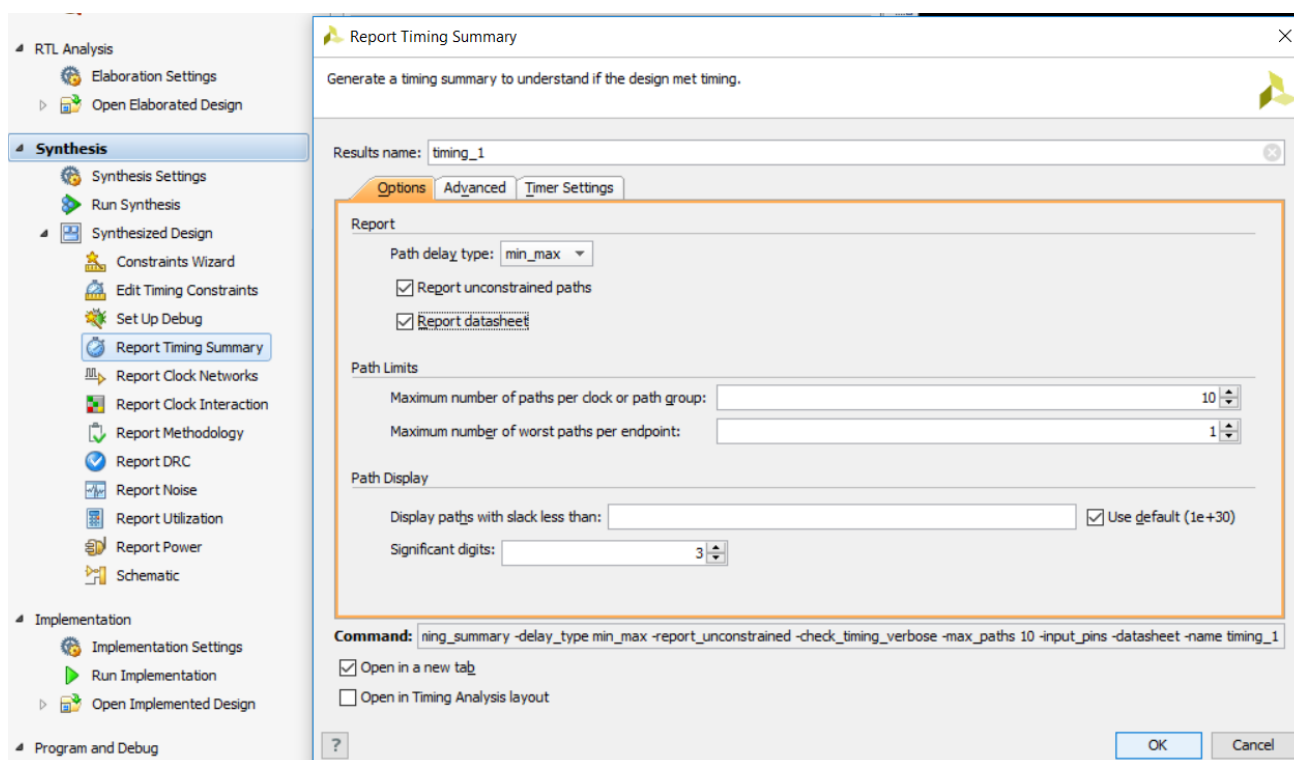 RTL Analysis
Elaboration Settings
Open Elaborated Design
Synthesis
Synthesis Settings
Run Synthesis
Synthesized Design
Constraints Wizard
Edit Timing Constraints
Set Up Debug
Report Timing Summary
Report Clock Networks
Report Clock Interaction
Report Methodology
Report DRC
Report Noise
Report Utilization
Report Power
Schematic
Implementation
Implementation Settings
Run Implementation
Open Implemented Design
Program and Debug
Report Timing Summary
Generate a timing summary to understand if the design met timing.
Results name: timing_1
Options Advanced Timer Settings
Report
Path delay type: min_max
Report unconstrained paths
Report datasheet
Path Limits
Maximum number of paths per clock or path group: 10
Maximum number of worst paths per endpoint: 1
Path Display
Display paths with slack less than: Use default (1e+30)
Significant digits: 3
Command: ning_summary -delay_type min_max -report_unconstrained -check_timing_verbose -max_paths 10 -input_pins -datasheet -name timing_1
Open in a new tab
Open in Timing Analysis layout
? OK Cancel